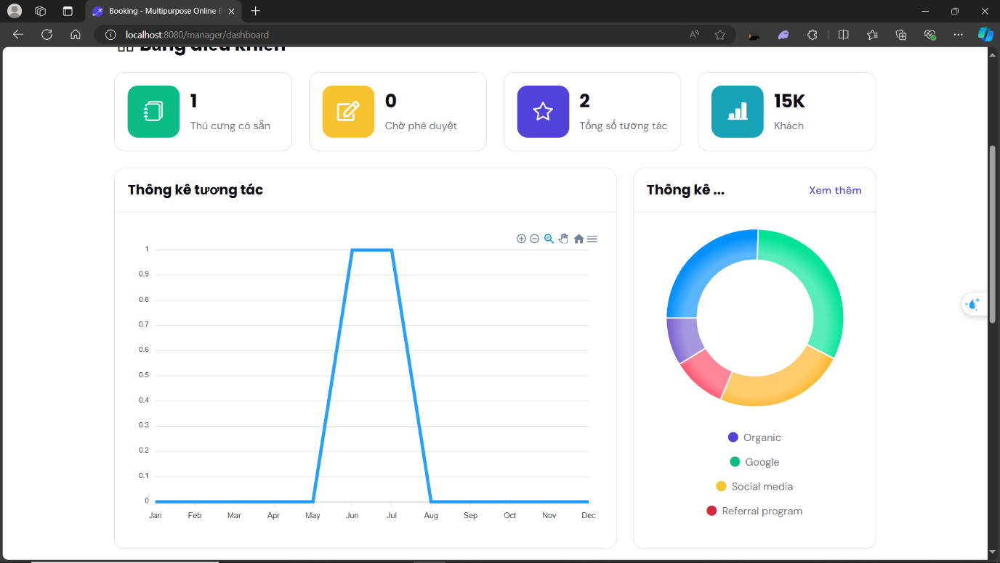 Booking - Multipurpose Online B
localhost:8080/manager/dashboard
Bảng điều khiển
1
Thú cưng có sẵn
0
Chờ phê duyệt
2
Tổng số tương tác
15K
Khách
Thông kê tương tác
1
0.9
0.8
0.7
0.6
0.5
0.4
0.3
0.2
0.1
0
Jan Feb Mar Apr May Jun Jul Aug Sep Oct Nov Dec
Thông kê ...
Xem thêm
Organic
Google
Social media
Referral program